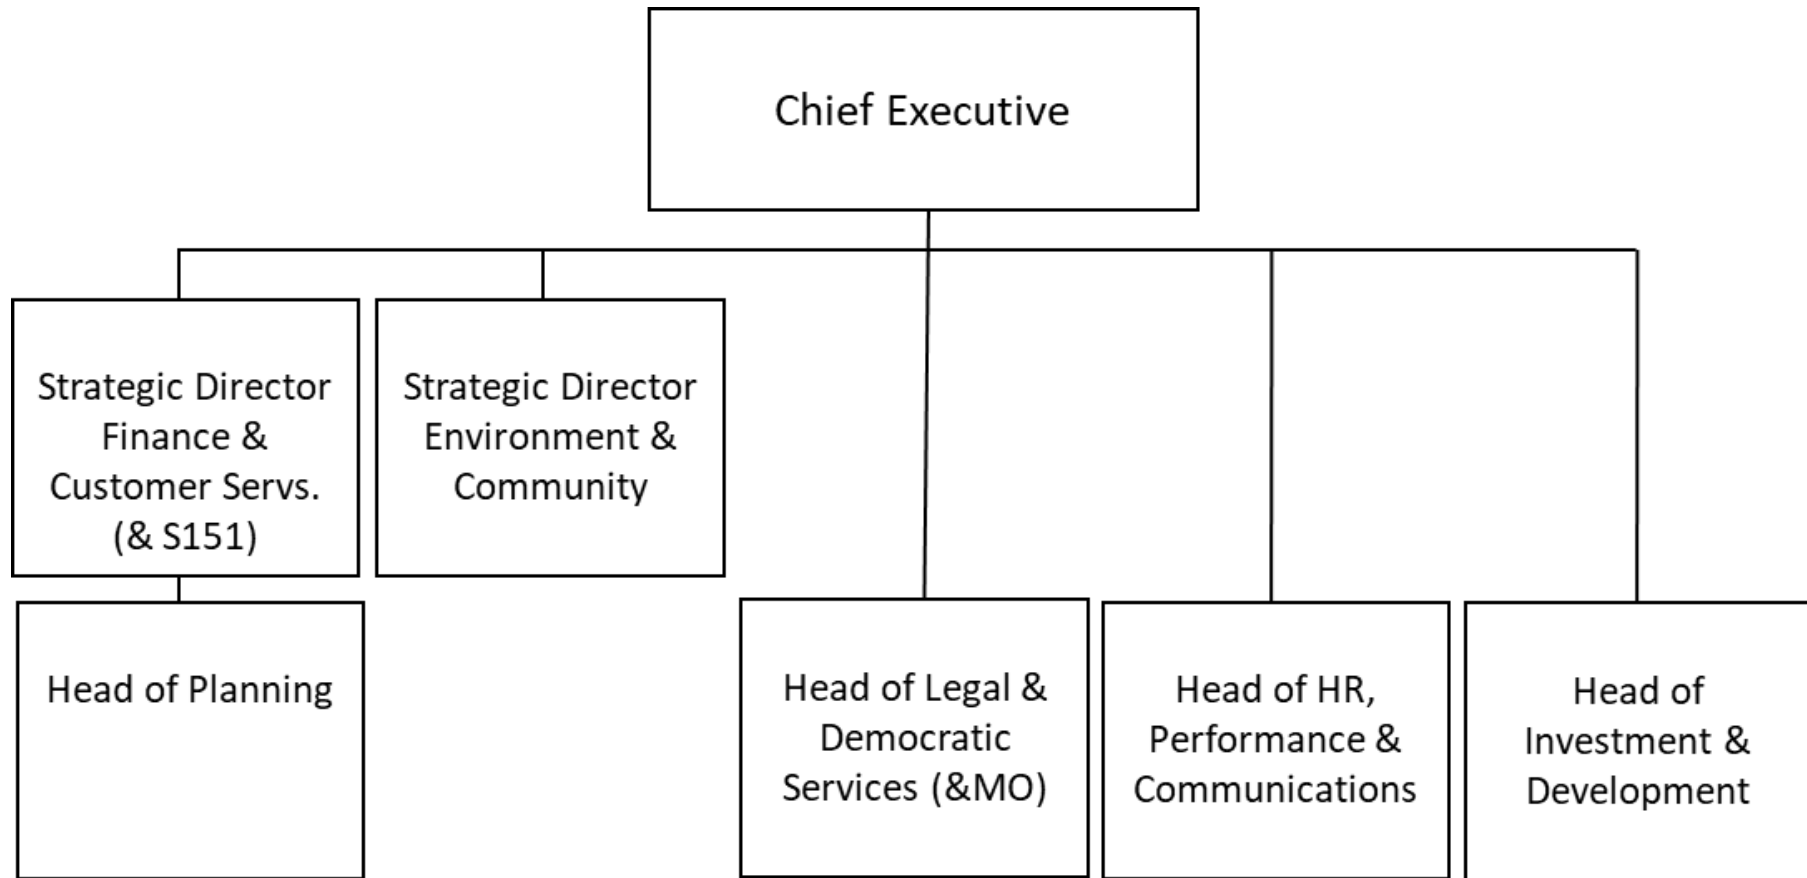 Chief Executive
Strategic Director
Finance &
Customer Servs.
(& S151)
Strategic Director
Environment &
Community
Head of Planning
Head of Legal &
Democratic
Services (&MO)
Head of HR,
Performance &
Communications
Head of
Investment &
Development